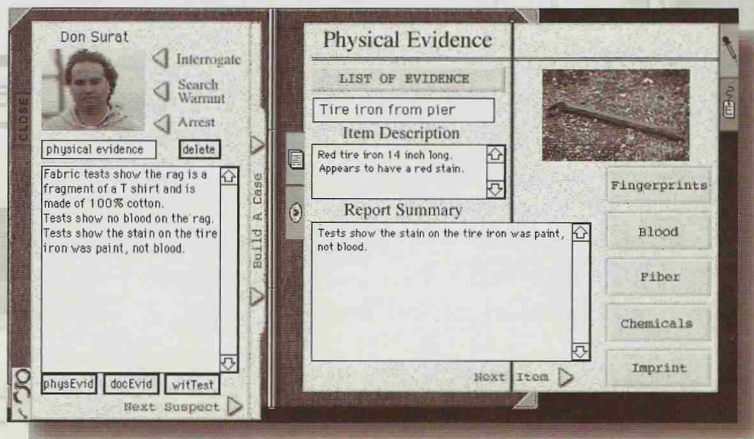 CLOSE
Don Surat
Interrogate
Search
Warrant
Arrest
physical evidence
delete
Fabric tests show the rag is a
fragment of a T shirt and is
made of 100% cotton.
Tests show no blood on the rag.
Tests show the stain on the tire
iron was paint, not blood.
physEvid
docEvid
witTest
Next Suspect
Build A Case
Physical Evidence
LIST OF EVIDENCE
Tire iron from pier
Item Description
Red tire iron 14 inch long.
Appears to have a red stain.
Report Summary
Tests show the stain on the tire iron was paint,
not blood.
Next Item
Fingerprints
Blood
Fiber
Chemicals
Imprint